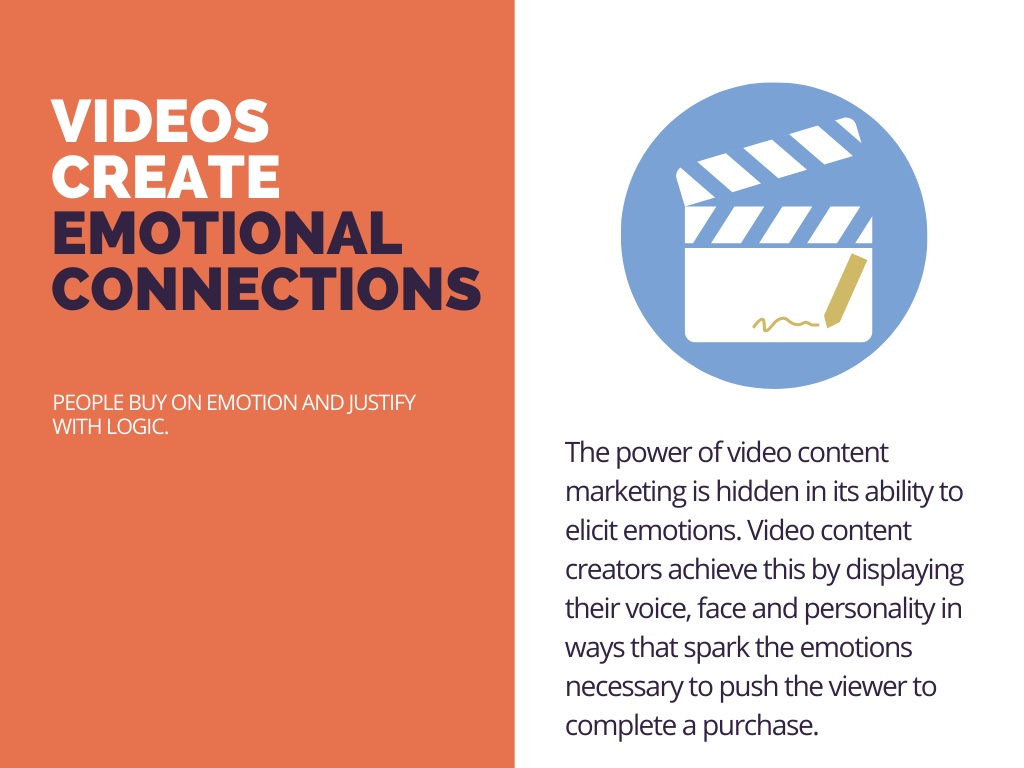 VIDEOS
CREATE
EMOTIONAL
CONNECTIONS
PEOPLE BUY ON EMOTION AND JUSTIFY
WITH LOGIC.
The power of video content
marketing is hidden in its ability to
elicit emotions. Video content
creators achieve this by displaying
their voice, face and personality in
ways that spark the emotions
necessary to push the viewer to
complete a purchase.